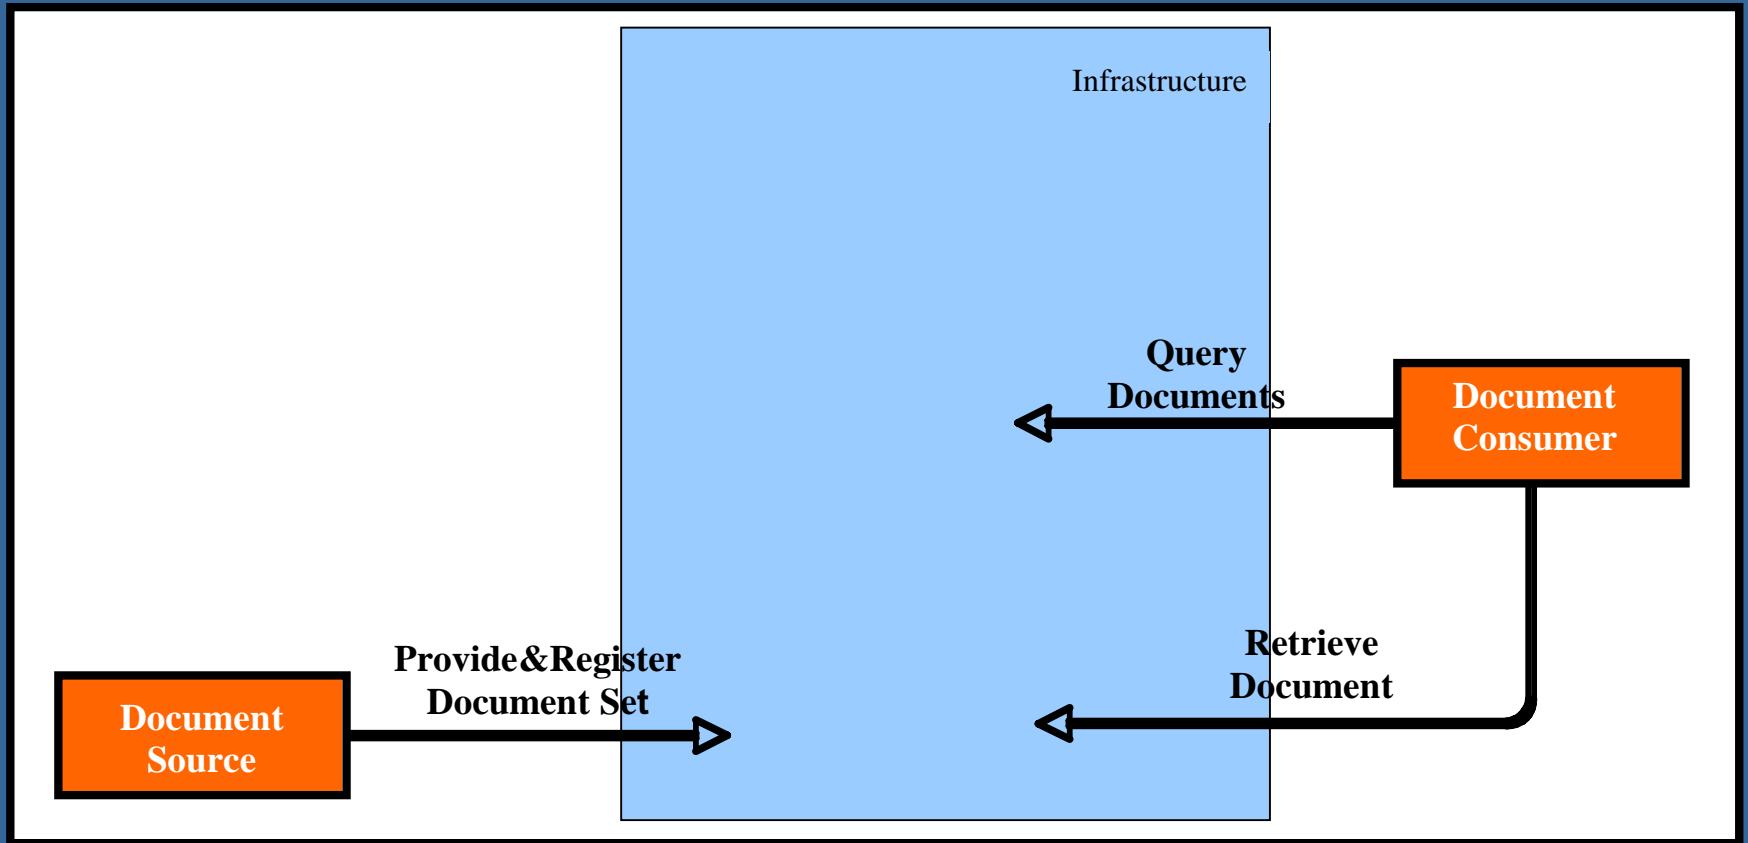 Infrastructure
Query
Documents
Document
Consumer
Retrieve
Document
Provide&Register
Document Set
Document
Source